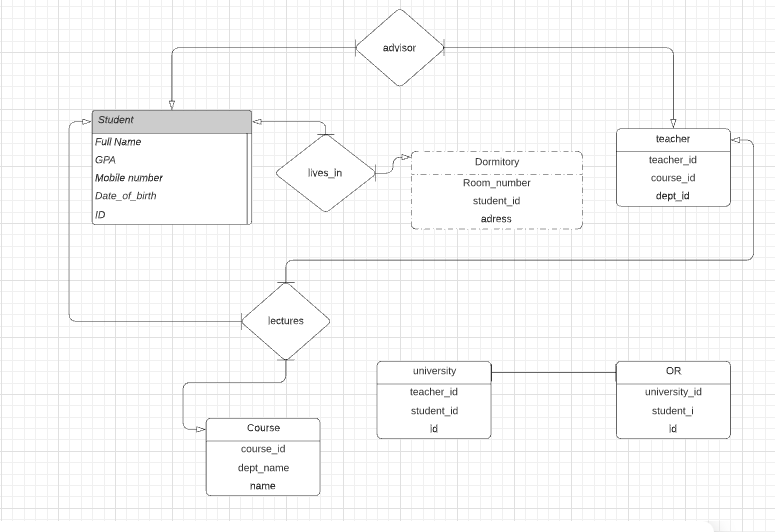 advisor
Student
Full Name
GPA
Mobile number
Date_of_birth
ID
lives_in
Dormitory
Room_number
student_id
adress
teacher
teacher_id
course_id
dept_id
lectures
university
teacher_id
student_id
id
OR
university_id
student_i
id
Course
course_id
dept_name
name